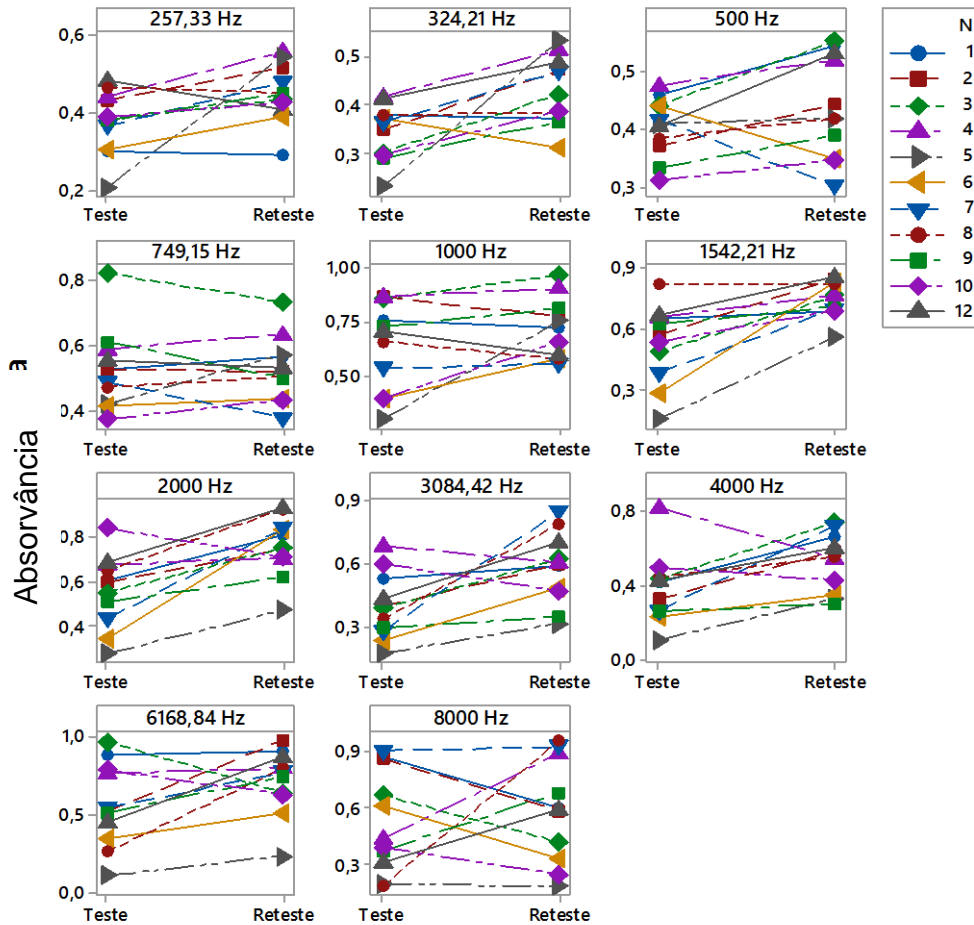 257,33 Hz
324,21 Hz
500 Hz
0,6
0,4
0,2
Teste
Reteste
0,5
0,4
0,3
Teste
Reteste
0,5
0,4
0,3
Teste
Reteste
N
1
2
3
4
5
6
7
8
9
10
12
749,15 Hz
1000 Hz
1542,21 Hz
0,8
0,6
0,4
Teste
Reteste
1,00
0,75
0,50
Teste
Reteste
0,9
0,6
0,3
Teste
Reteste
a
Absorvância
2000 Hz
3084,42 Hz
4000 Hz
0,8
0,6
0,4
Teste
Reteste
0,9
0,6
0,3
Teste
Reteste
0,8
0,4
0,0
Teste
Reteste
6168,84 Hz
8000 Hz
1,0
0,5
0,0
Teste
Reteste
0,9
0,6
0,3
Teste
Reteste